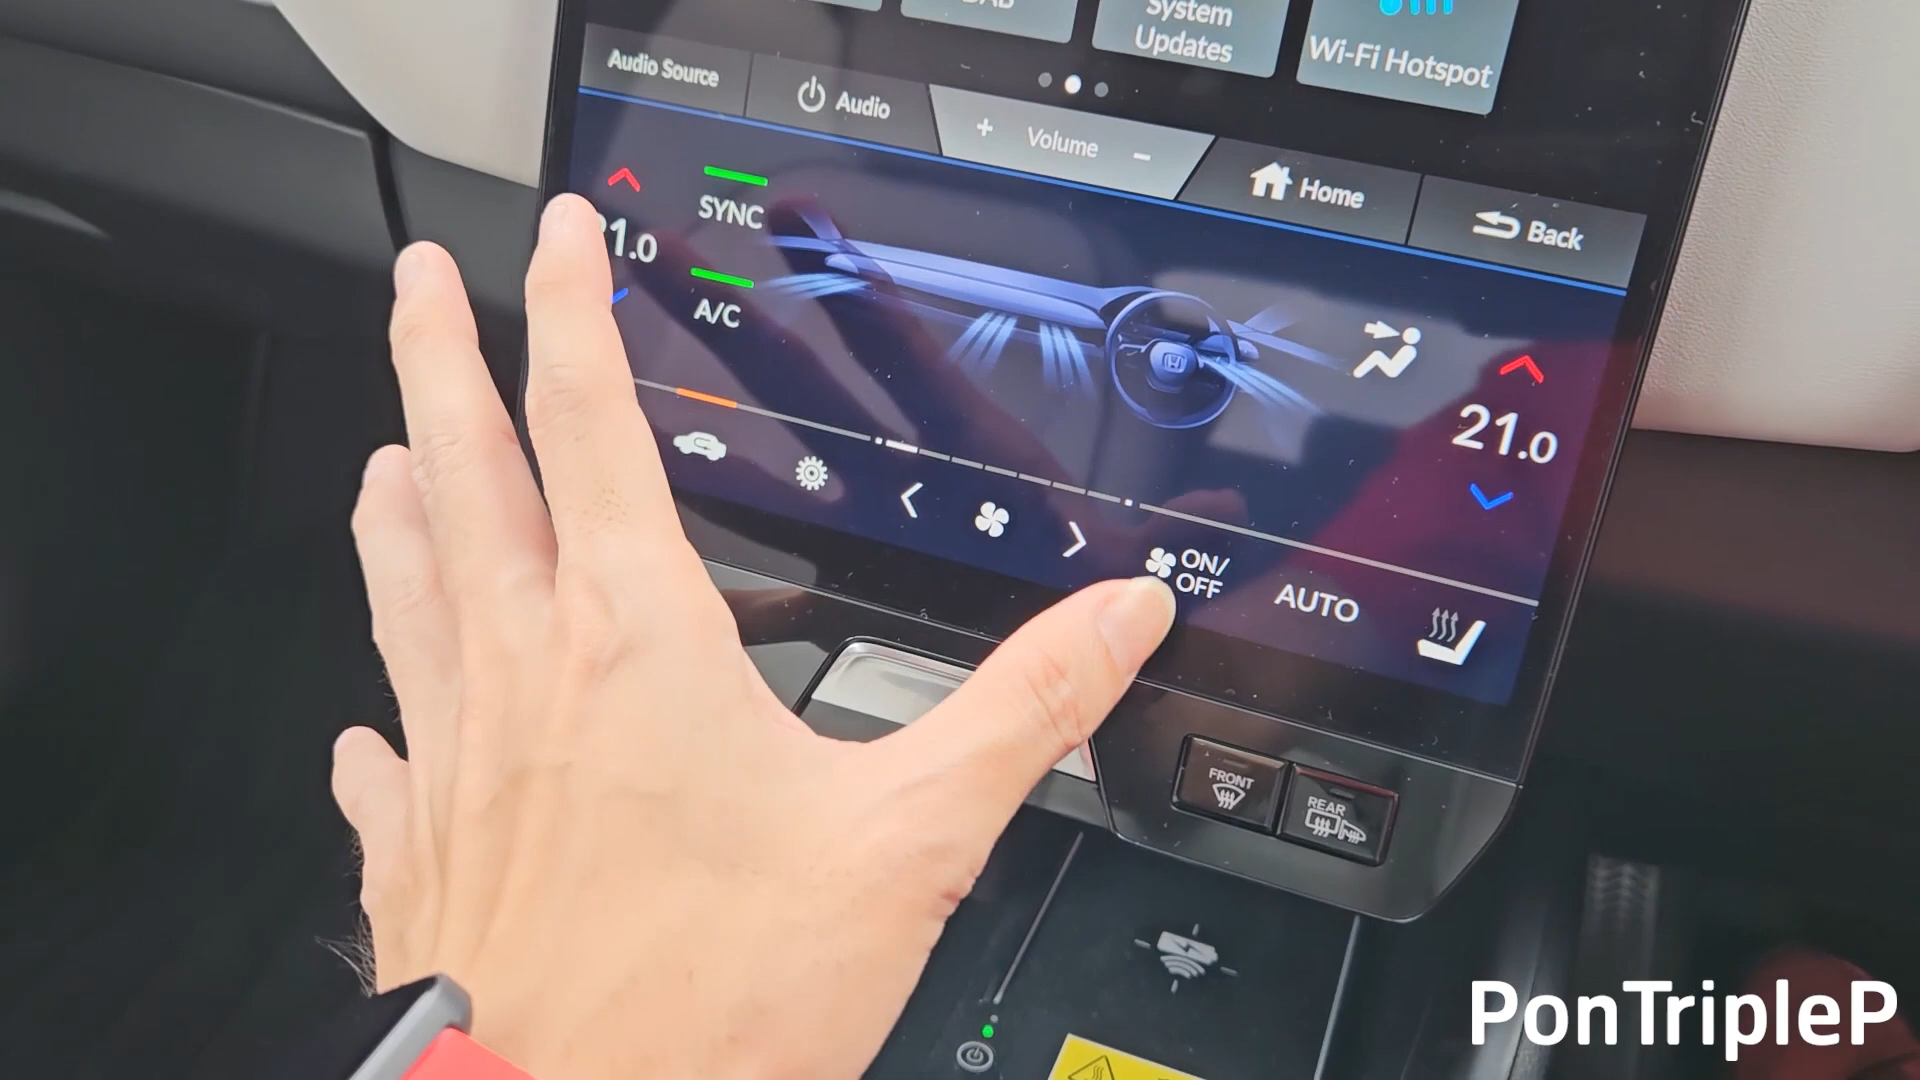 System
Updates
Wi-Fi Hotspot
Audio Source
Audio
+ Volume −
Home
Back
SYNC
1.0
A/C
21.0
ON/
OFF
AUTO
FRONT
REAR
PonTripleP